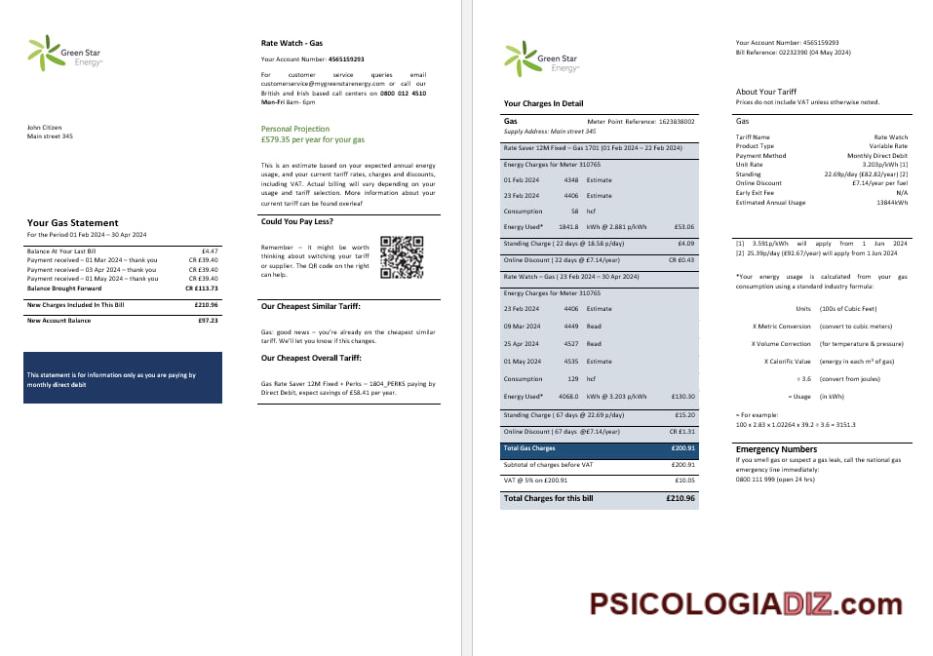 Green Star
Energy
John Citizen
Main street 345
Your Gas Statement
For the Period 01 Feb 2024 – 30 Apr 2024
Balance At Your Last Bill £4.47
Payment received – 01 Mar 2024 – thank you CR £39.40
Payment received – 03 Apr 2024 – thank you CR £39.40
Payment received – 01 May 2024 – thank you CR £39.40
Balance Brought Forward CR £113.73
New Charges Included In This Bill £210.96
New Account Balance £97.23
This statement is for information only as you are paying by
monthly direct debit
Rate Watch - Gas
Your Account Number: 4565159293
For customer service queries email
customerservice@mygreenstarenergy.com or call our
British and Irish based call centers on 0800 012 4510
Mon-Fri 8am- 6pm
Personal Projection
£579.35 per year for your gas
This is an estimate based on your expected annual energy
usage, and your current tariff rates, charges and discounts,
including VAT. Actual billing will vary depending on your
usage and tariff selection. More information about your
current tariff can be found overleaf
Could You Pay Less?
Remember – it might be worth
thinking about switching your tariff
or supplier. The QR code on the right
can help.
Our Cheapest Similar Tariff:
Gas: good news – you're already on the cheapest similar
tariff. We'll let you know if this changes.
Our Cheapest Overall Tariff:
Gas Rate Saver 12M Fixed + Perks – 1804_PERKS paying by
Direct Debit, expect savings of £58.41 per year.
Green Star
Energy
Your Charges In Detail
Gas Meter Point Reference: 1623838002
Supply Address: Main street 345
Rate Saver 12M Fixed – Gas 1701 (01 Feb 2024 – 22 Feb 2024)
Energy Charges for Meter 310765
01 Feb 2024 4348 Estimate
23 Feb 2024 4406 Estimate
Consumption 58 hcf
Energy Used* 1841.8 kWh @ 2.881 p/kWh £53.06
Standing Charge ( 22 days @ 18.58 p/day) £4.09
Online Discount ( 22 days @ £7.14/year) CR £0.43
Rate Watch – Gas ( 23 Feb 2024 – 30 Apr 2024)
Energy Charges for Meter 310765
23 Feb 2024 4406 Estimate
09 Mar 2024 4449 Read
25 Apr 2024 4527 Read
01 May 2024 4535 Estimate
Consumption 129 hcf
Energy Used* 4068.0 kWh @ 3.203 p/kWh £130.30
Standing Charge ( 67 days @ 22.69 p/day) £15.20
Online Discount ( 67 days @£7.14/year) CR £1.31
Total Gas Charges £200.91
Subtotal of charges before VAT £200.91
VAT @ 5% on £200.91 £10.05
Total Charges for this bill £210.96
Your Account Number: 4565159293
Bill Reference: 02232390 (04 May 2024)
About Your Tariff
Prices do not include VAT unless otherwise noted.
Gas
Tariff Name Rate Watch
Product Type Variable Rate
Payment Method Monthly Direct Debit
Unit Rate 3.203p/kWh [1]
Standing 22.69p/day (£82.82/year) [2]
Online Discount £7.14/year per fuel
Early Exit Fee N/A
Estimated Annual Usage 13844kWh
[1] 3.591p/kWh will apply from 1 Jun 2024
[2] 25.39p/day (£92.67/year) will apply from 1 Jun 2024
*Your energy usage is calculated from your gas
consumption using a standard industry formula:
Units (100s of Cubic Feet)
X Metric Conversion (convert to cubic meters)
X Volume Correction (for temperature & pressure)
X Calorific Value (energy in each m³ of gas)
÷ 3.6 (convert from joules)
= Usage (in kWh)
= For example:
100 x 2.83 x 1.02264 x 39.2 ÷ 3.6 = 3151.3
Emergency Numbers
If you smell gas or suspect a gas leak, call the national gas
emergency line immediately:
0800 111 999 (open 24 hrs)
PSICOLOGIADIZ.com